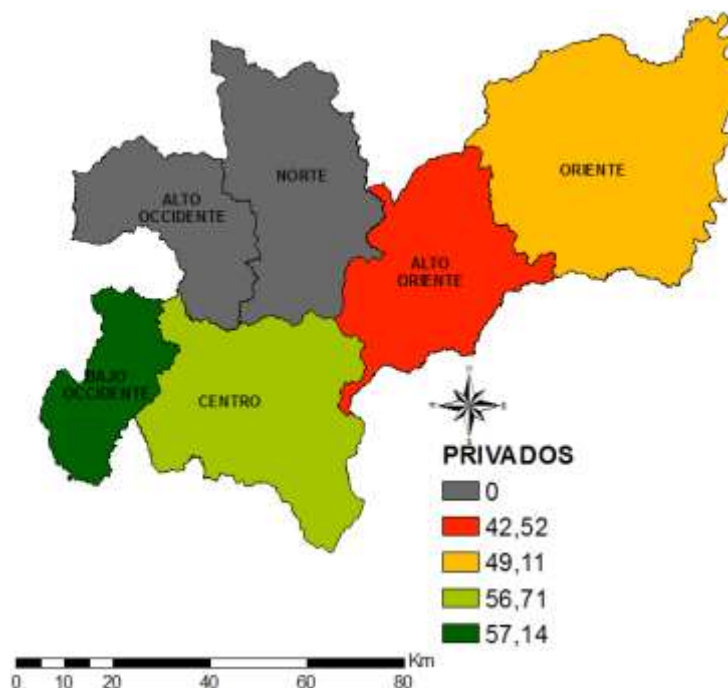 NORTE
ORIENTE
ALTO
OCCIDENTE
ALTO
ORIENTE
BAJO
OCCIDENTE
CENTRO
PRIVADOS
0
42,52
49,11
56,71
57,14
Km
0 10 20 40 60 80